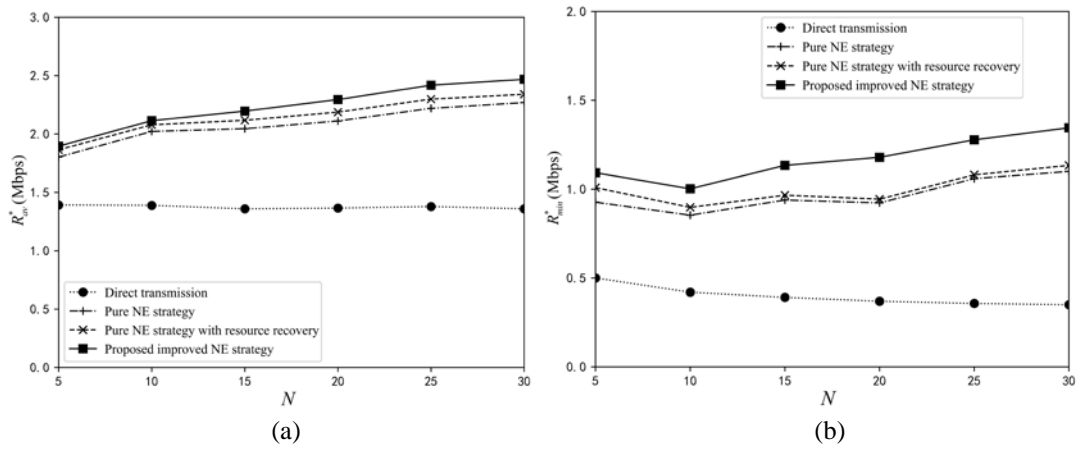 3.0
2.5
2.0
1.5
1.0
0.5
0.0
R*av (Mbps)
Direct transmission
Pure NE strategy
Pure NE strategy with resource recovery
Proposed improved NE strategy
5 10 15 20 25 30
N
(a)
2.0
1.5
1.0
0.5
0.0
R*min (Mbps)
Direct transmission
Pure NE strategy
Pure NE strategy with resource recovery
Proposed improved NE strategy
5 10 15 20 25 30
N
(b)